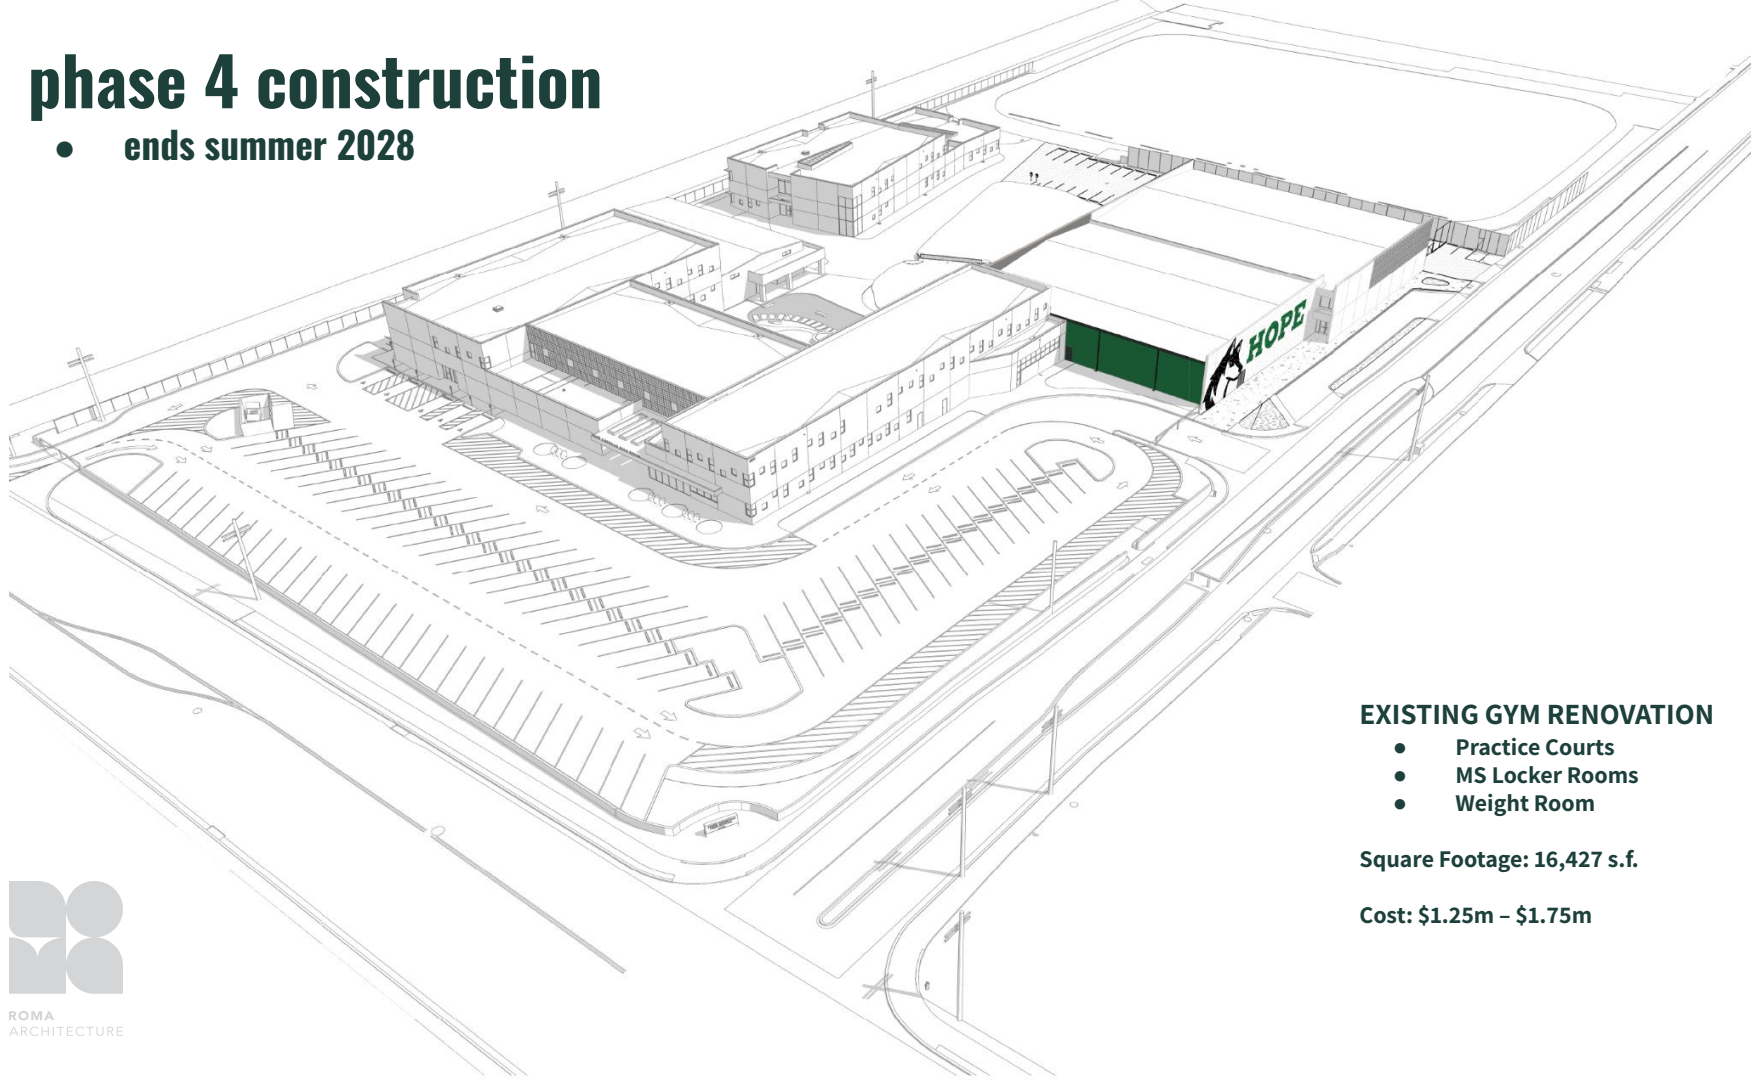 phase 4 construction
● ends summer 2028
HOPE
EXISTING GYM RENOVATION
● Practice Courts
● MS Locker Rooms
● Weight Room
Square Footage: 16,427 s.f.
Cost: $1.25m – $1.75m
ROMA
ARCHITECTURE